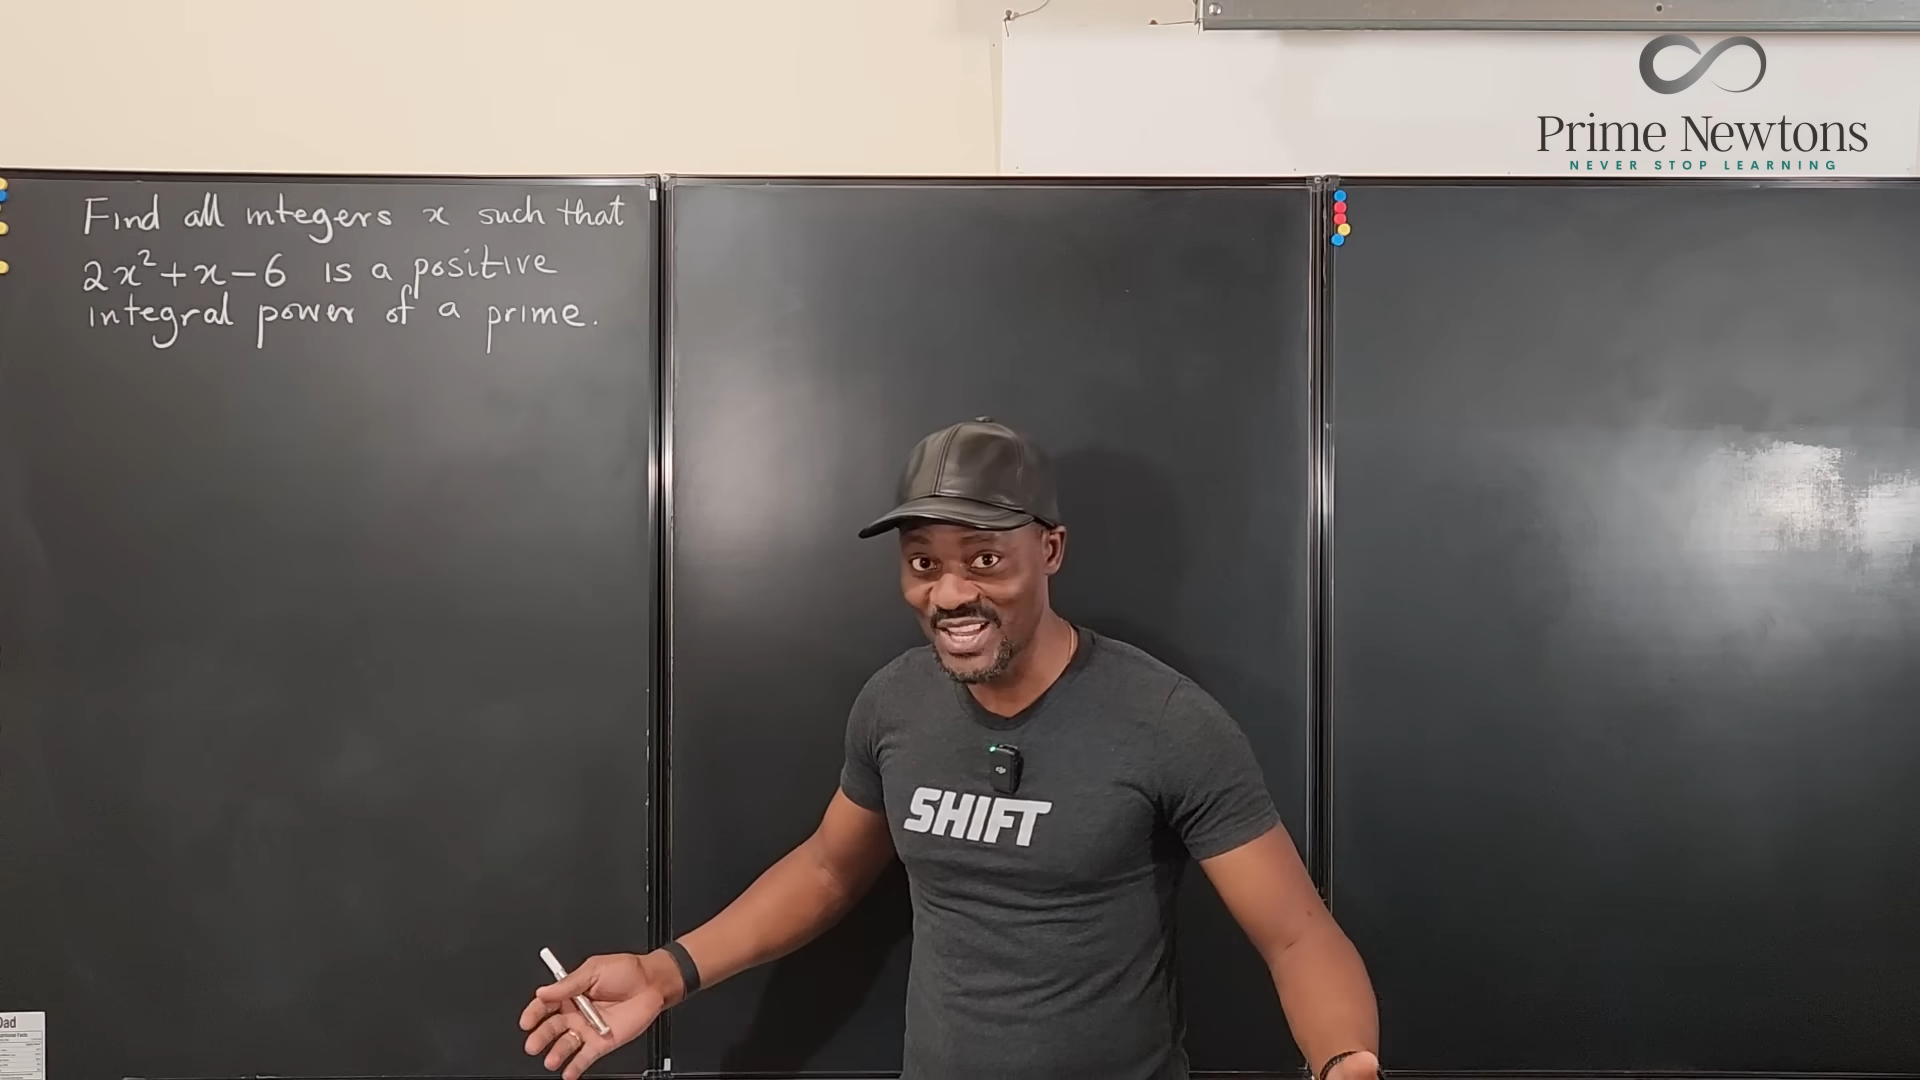 Prime Newtons
NEVER STOP LEARNING
Find all integers x such that
2x²+x-6 is a positive
integral power of a prime.
SHIFT
Dad